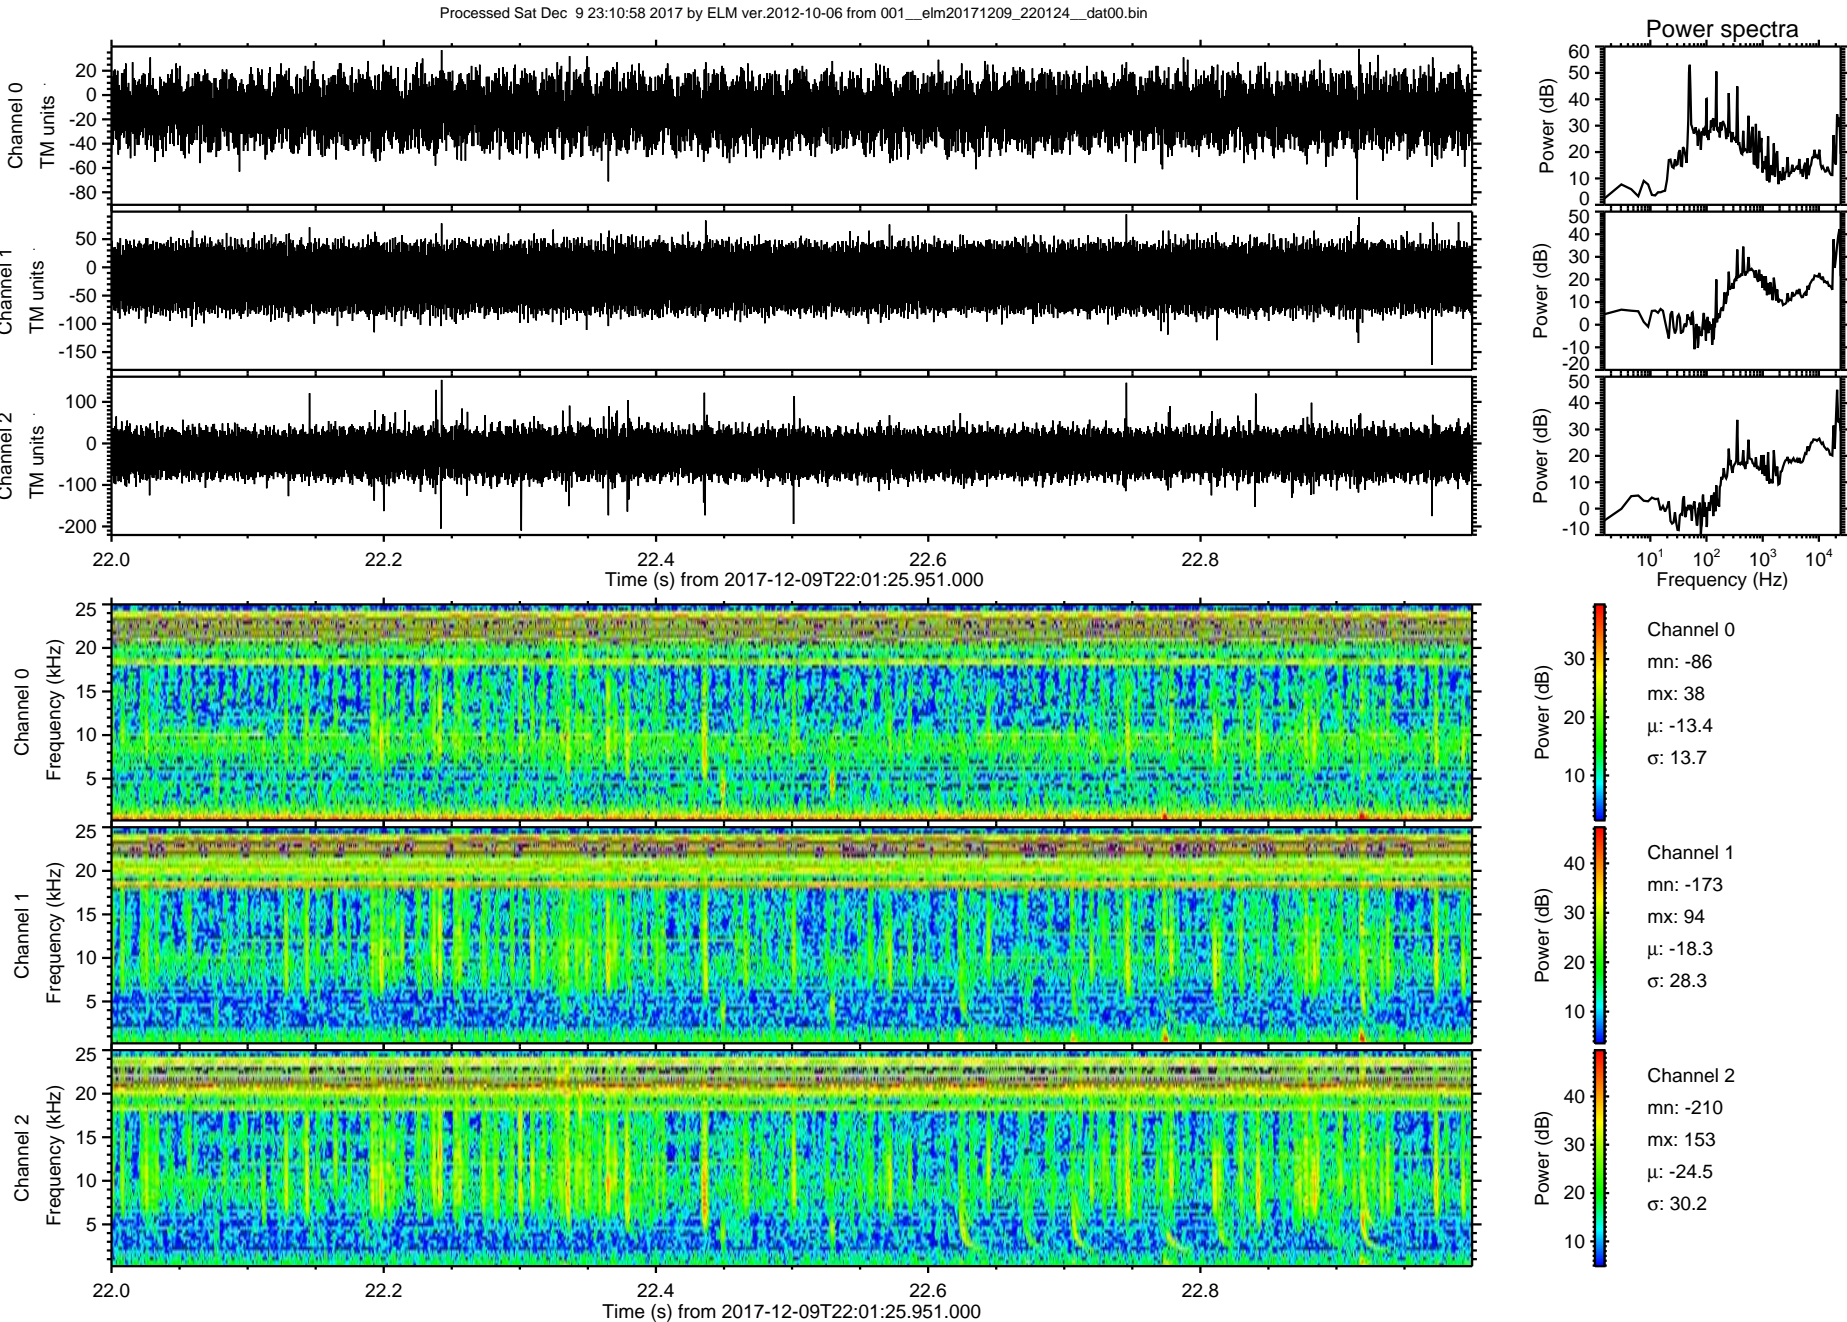 Processed Sat Dec 9 23:10:58 2017 by ELM ver.2012-10-06 from 001__elm20171209_220124__dat00.bin
Power spectra
Channel 0
TM units
20
0
-20
-40
-60
-80
Power (dB)
60
50
40
30
20
10
0
Channel 1
TM units
50
0
-50
-100
-150
Power (dB)
50
40
30
20
10
0
-10
-20
Channel 2
TM units
100
0
-100
-200
Power (dB)
50
40
30
20
10
0
-10
22.0 22.2 22.4 22.6 22.8
Time (s) from 2017-12-09T22:01:25.951.000
10¹ 10² 10³ 10⁴
Frequency (Hz)
Channel 0
Frequency (kHz)
25
20
15
10
5
Power (dB)
30
20
10
Channel 0
mn: -86
mx: 38
μ: -13.4
σ: 13.7
Channel 1
Frequency (kHz)
25
20
15
10
5
Power (dB)
40
30
20
10
Channel 1
mn: -173
mx: 94
μ: -18.3
σ: 28.3
Channel 2
Frequency (kHz)
25
20
15
10
5
Power (dB)
40
30
20
10
Channel 2
mn: -210
mx: 153
μ: -24.5
σ: 30.2
22.0 22.2 22.4 22.6 22.8
Time (s) from 2017-12-09T22:01:25.951.000